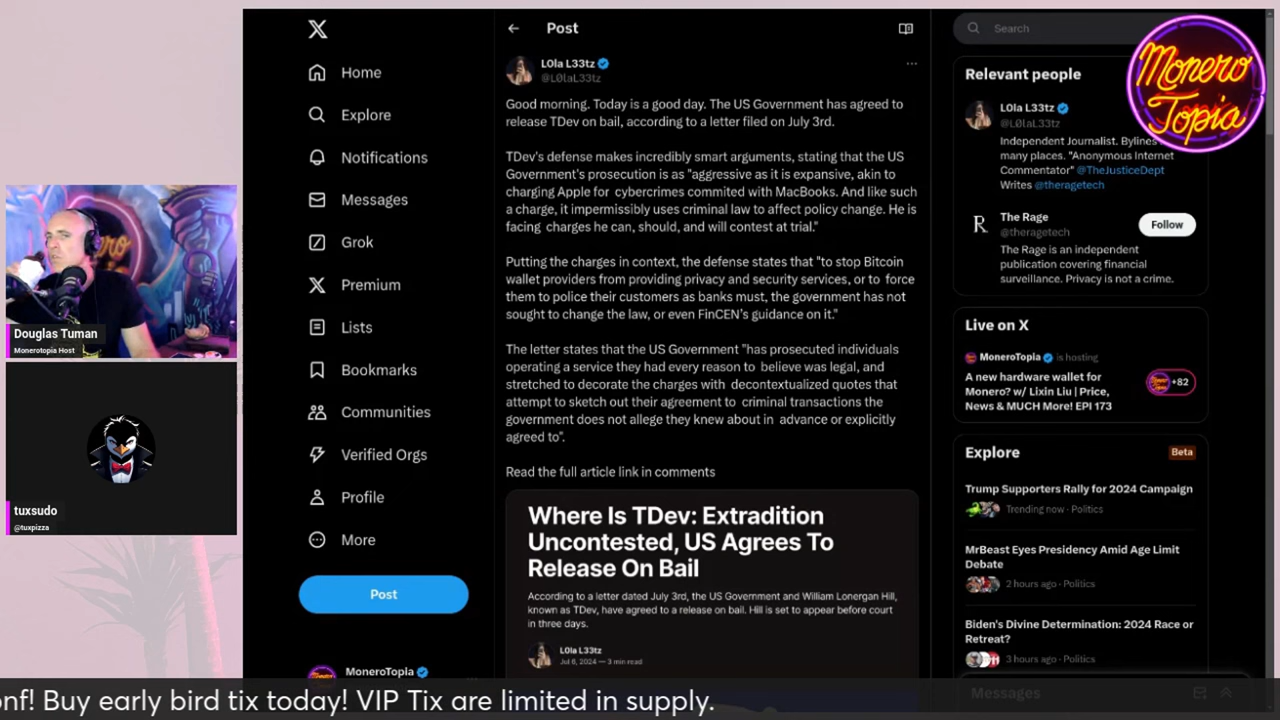 Home
Explore
Notifications
Messages
Grok
Premium
Lists
Bookmarks
Communities
Verified Orgs
Profile
More
Post
MoneroTopia
Post
L0la L33tz
@L0laL33tz
Good morning. Today is a good day. The US Government has agreed to
release TDev on bail, according to a letter filed on July 3rd.
TDev's defense makes incredibly smart arguments, stating that the US
Government's prosecution is as "aggressive as it is expansive, akin to
charging Apple for cybercrimes commited with MacBooks. And like such
a charge, it impermissibly uses criminal law to affect policy change. He is
facing charges he can, should, and will contest at trial."
Putting the charges in context, the defense states that "to stop Bitcoin
wallet providers from providing privacy and security services, or to force
them to police their customers as banks must, the government has not
sought to change the law, or even FinCEN's guidance on it."
The letter states that the US Government "has prosecuted individuals
operating a service they had every reason to believe was legal, and
stretched to decorate the charges with decontextualized quotes that
attempt to sketch out their agreement to criminal transactions the
government does not allege they knew about in advance or explicitly
agreed to".
Read the full article link in comments
Where Is TDev: Extradition
Uncontested, US Agrees To
Release On Bail
According to a letter dated July 3rd, the US Government and William Lonergan Hill,
known as TDev, have agreed to a release on bail. Hill is set to appear before court
in three days.
L0la L33tz
Jul 6, 2024 — 3 min read
Search
Monero
Topia
Relevant people
L0la L33tz
@L0laL33tz
Independent Journalist. Bylines
many places. "Anonymous Internet
Commentator" @TheJusticeDept
Writes @theragetech
R
The Rage
@theragetech
Follow
The Rage is an independent
publication covering financial
surveillance. Privacy is not a crime.
Live on X
MoneroTopia is hosting
A new hardware wallet for
Monero? w/ Lixin Liu | Price,
News & MUCH More! EPI 173
+82
Explore
Beta
Trump Supporters Rally for 2024 Campaign
Trending now · Politics
MrBeast Eyes Presidency Amid Age Limit
Debate
2 hours ago · Politics
Biden's Divine Determination: 2024 Race or
Retreat?
3 hours ago · Politics
Messages
Douglas Tuman
Monerotopia Host
tuxsudo
@tuxpizza
onf! Buy early bird tix today! VIP Tix are limited in supply.